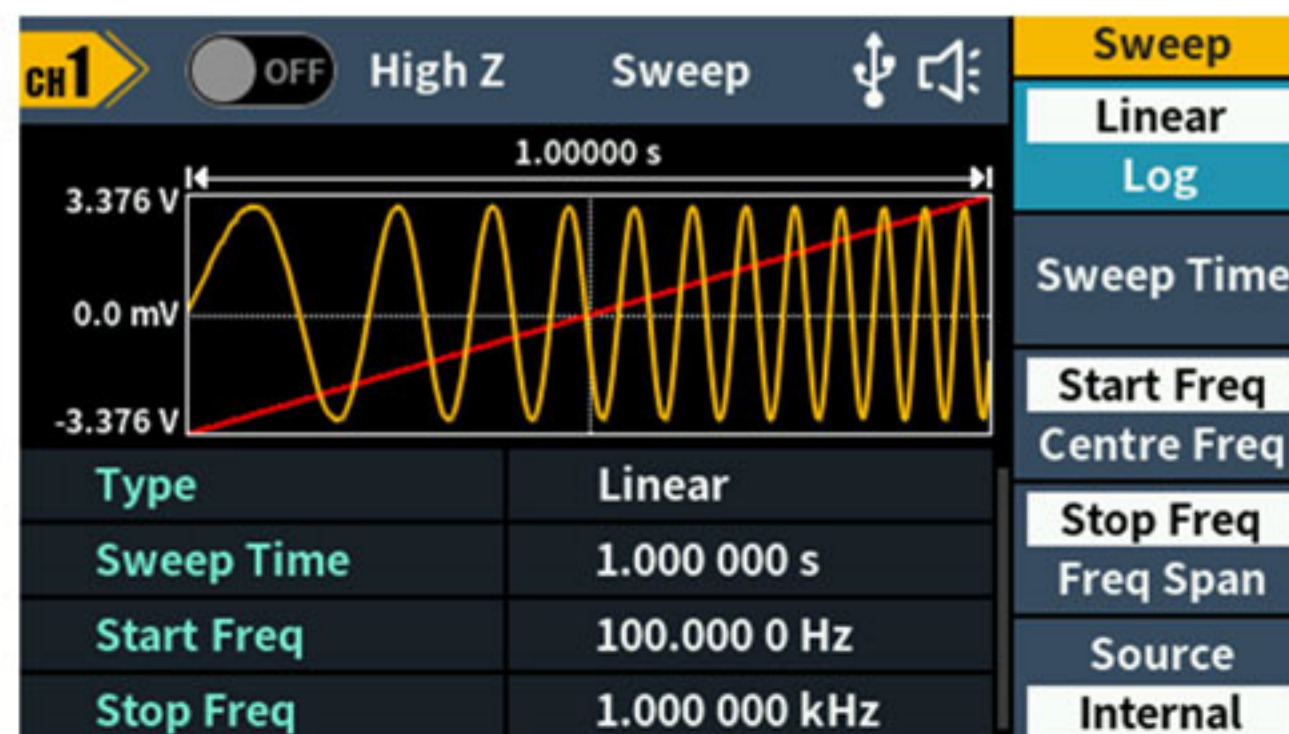 CH1 OFF High Z Sweep
1.00000 s
3.376 V
0.0 mV
-3.376 V
Type Linear
Sweep Time 1.000 000 s
Start Freq 100.000 0 Hz
Stop Freq 1.000 000 kHz
Sweep
Linear
Log
Sweep Time
Start Freq
Centre Freq
Stop Freq
Freq Span
Source
Internal